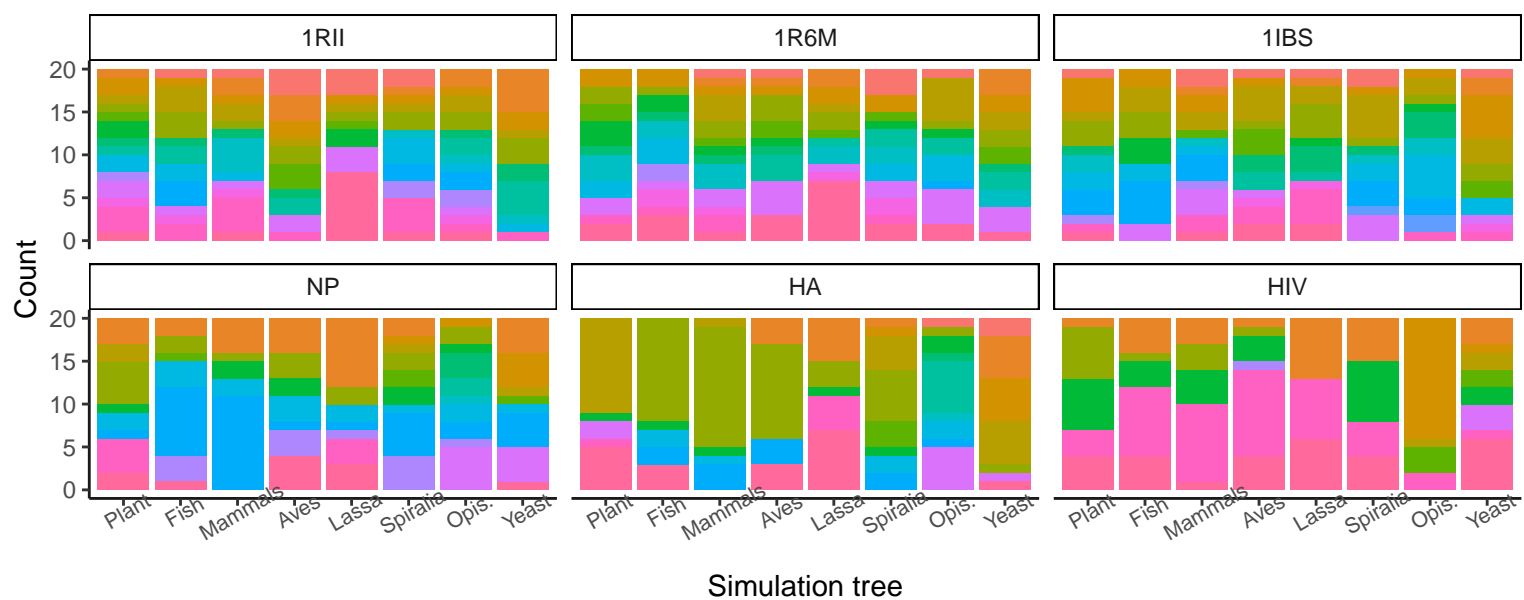 1RII 1R6M 1IBS
20
15
10
5
0
Count
NP HA HIV
20
15
10
5
0
Plant Fish Mammals Aves Lassa Spiralia Opis. Yeast Plant Fish Mammals Aves Lassa Spiralia Opis. Yeast Plant Fish Mammals Aves Lassa Spiralia Opis. Yeast
Simulation tree